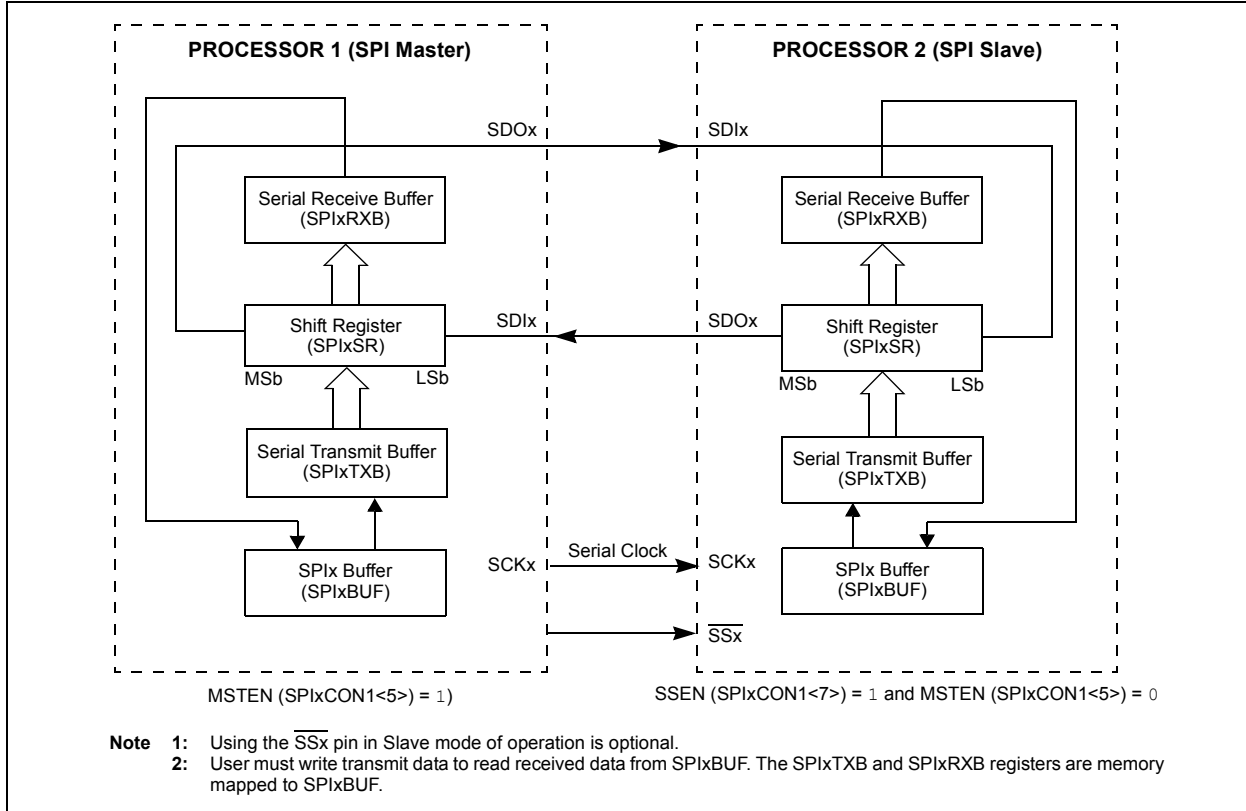 PROCESSOR 1 (SPI Master)
PROCESSOR 2 (SPI Slave)
SDOx
SDIx
Serial Receive Buffer
(SPIxRXB)
Serial Receive Buffer
(SPIxRXB)
Shift Register
(SPIxSR)
SDIx
SDOx
Shift Register
(SPIxSR)
MSb
LSb
MSb
LSb
Serial Transmit Buffer
(SPIxTXB)
Serial Transmit Buffer
(SPIxTXB)
SPIx Buffer
(SPIxBUF)
SCKx
Serial Clock
SCKx
SPIx Buffer
(SPIxBUF)
SSx
MSTEN (SPIxCON1<5>) = 1)
SSEN (SPIxCON1<7>) = 1 and MSTEN (SPIxCON1<5>) = 0
Note 1: Using the SSx pin in Slave mode of operation is optional.
2: User must write transmit data to read received data from SPIxBUF. The SPIxTXB and SPIxRXB registers are memory
mapped to SPIxBUF.